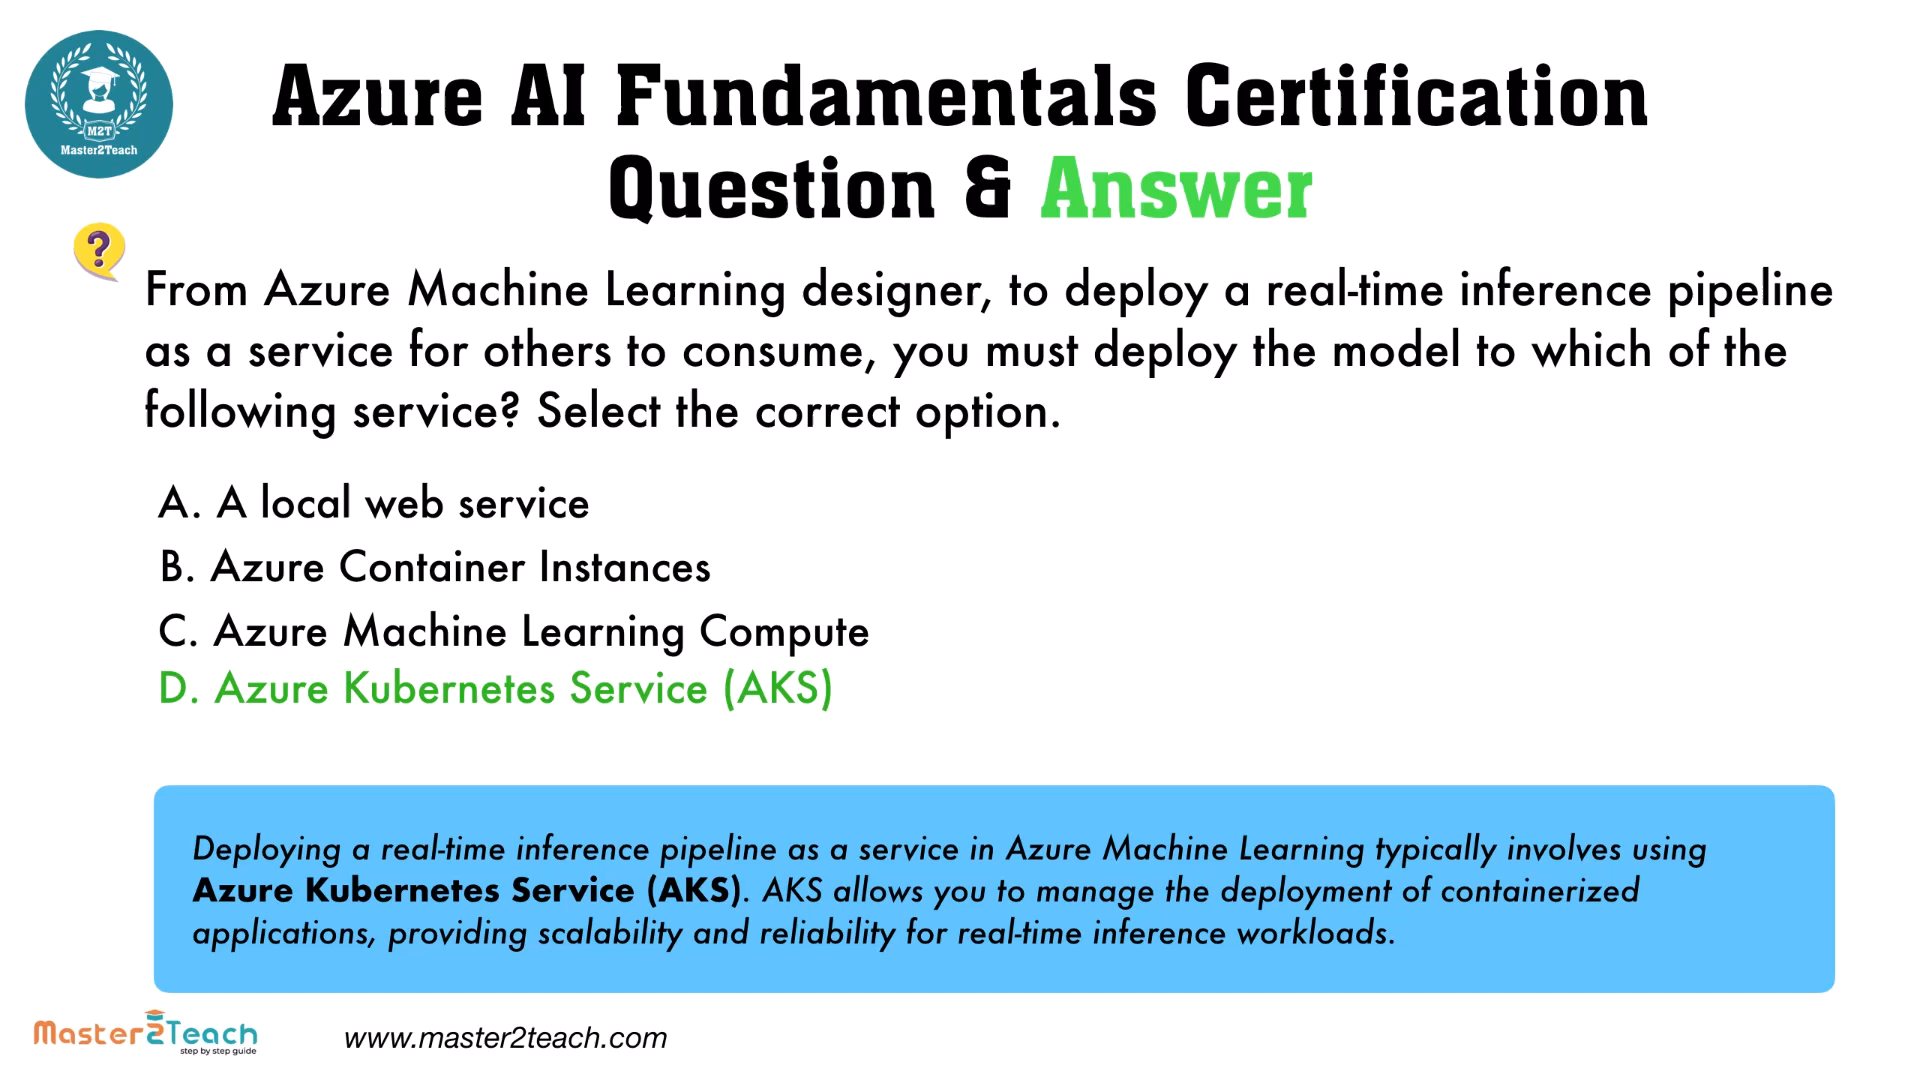 M2T
Master2Teach
Azure AI Fundamentals Certification
Question & Answer
?
From Azure Machine Learning designer, to deploy a real-time inference pipeline
as a service for others to consume, you must deploy the model to which of the
following service? Select the correct option.
A. A local web service
B. Azure Container Instances
C. Azure Machine Learning Compute
D. Azure Kubernetes Service (AKS)
Deploying a real-time inference pipeline as a service in Azure Machine Learning typically involves using
Azure Kubernetes Service (AKS). AKS allows you to manage the deployment of containerized
applications, providing scalability and reliability for real-time inference workloads.
Master2Teach
step by step guide
www.master2teach.com